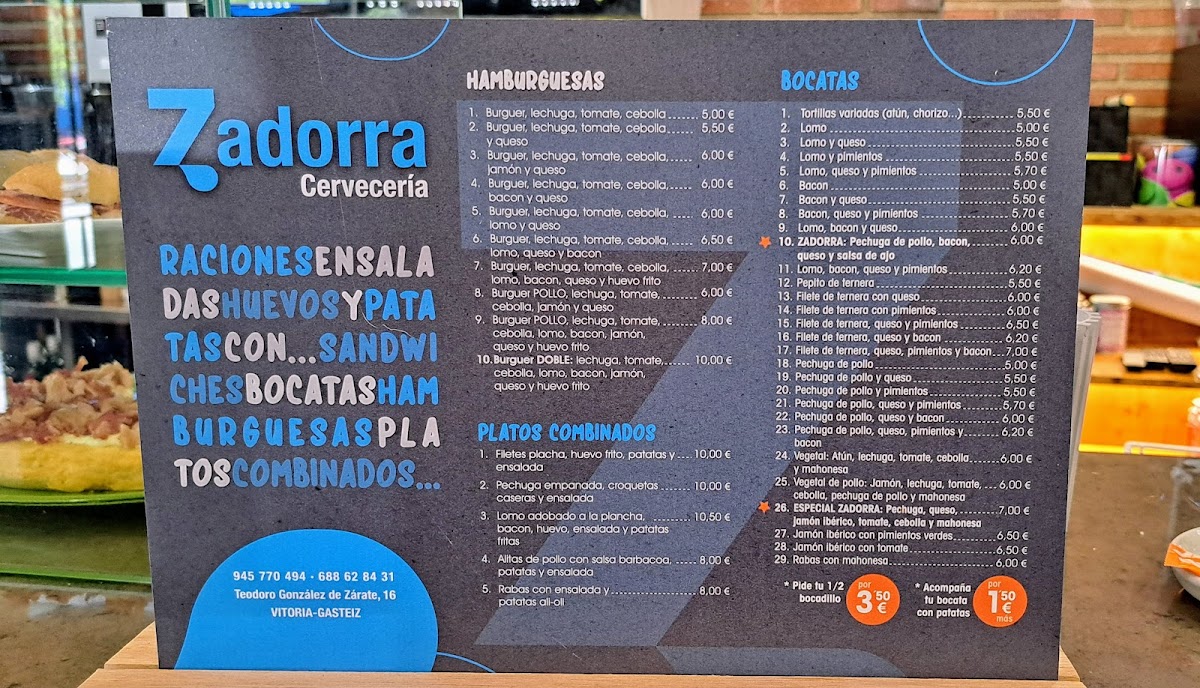 Zadorra
Cervecería
RACIONESENSALA
DASHUEVOSYPATA
TASCON...SANDWI
CHESBOCATASHAM
BURGUESASPLA
TOSCOMBINADOS...
945 770 494 · 688 62 84 31
Teodoro González de Zárate, 16
VITORIA-GASTEIZ
HAMBURGUESAS
1. Burguer, lechuga, tomate, cebolla ........ 5,00 €
2. Burguer, lechuga, tomate, cebolla ........ 5,50 €
y queso
3. Burguer, lechuga, tomate, cebolla, ...... 6,00 €
jamón y queso
4. Burguer, lechuga, tomate, cebolla, ...... 6,00 €
bacon y queso
5. Burguer, lechuga, tomate, cebolla, ...... 6,00 €
lomo y queso
6. Burguer, lechuga, tomate, cebolla, ...... 6,50 €
lomo, queso y bacon
7. Burguer, lechuga, tomate, cebolla, ...... 7,00 €
lomo, bacon, queso y huevo frito
8. Burguer POLLO, lechuga, tomate, ........ 6,00 €
cebolla, jamón y queso
9. Burguer POLLO, lechuga, tomate, ........ 8,00 €
cebolla, lomo, bacon, jamón,
queso y huevo frito
10. Burguer DOBLE: lechuga, tomate, ........ 10,00 €
cebolla, lomo, bacon, jamón,
queso y huevo frito
PLATOS COMBINADOS
1. Filetes placha, huevo frito, patatas y .... 10,00 €
ensalada
2. Pechuga empanada, croquetas ........ 10,00 €
caseras y ensalada
3. Lomo adobado a la plancha, ........ 10,50 €
bacon, huevo, ensalada y patatas
fritas
4. Alitas de pollo con salsa barbacoa, ...... 8,00 €
patatas y ensalada
5. Rabas con ensalada y ........ 8,00 €
patatas all-oll
BOCATAS
1. Tortillas variadas (atún, chorizo...) ........ 5,50 €
2. Lomo ........ 5,00 €
3. Lomo y queso ........ 5,50 €
4. Lomo y pimientos ........ 5,50 €
5. Lomo, queso y pimientos ........ 5,70 €
6. Bacon ........ 5,00 €
7. Bacon y queso ........ 5,50 €
8. Bacon, queso y pimientos ........ 5,70 €
9. Lomo, bacon y queso ........ 6,00 €
10. ZADORRA: Pechuga de pollo, bacon, ........ 6,00 €
queso y salsa de ajo
11. Lomo, bacon, queso y pimientos ........ 6,20 €
12. Pepito de ternera ........ 5,50 €
13. Filete de ternera con queso ........ 6,00 €
14. Filete de ternera con pimientos ........ 6,00 €
15. Filete de ternera, queso y pimientos ........ 6,50 €
16. Filete de ternera, queso y bacon ........ 6,20 €
17. Filete de ternera, queso, pimientos y bacon .... 7,00 €
18. Pechuga de pollo ........ 5,00 €
19. Pechuga de pollo y queso ........ 5,50 €
20. Pechuga de pollo y pimientos ........ 5,50 €
21. Pechuga de pollo, queso y pimientos ........ 5,70 €
22. Pechuga de pollo, queso y bacon ........ 6,00 €
23. Pechuga de pollo, queso, pimientos y ........ 6,20 €
bacon
24. Vegetal: Atún, lechuga, tomate, cebolla ........ 6,00 €
y mahonesa
25. Vegetal de pollo: Jamón, lechuga, tomate, .... 6,00 €
cebolla, pechuga de pollo y mahonesa
26. ESPECIAL ZADORRA: Pechuga, queso, ........ 7,00 €
jamón ibérico, tomate, cebolla y mahonesa
27. Jamón ibérico con pimientos verdes ........ 6,50 €
28. Jamón ibérico con tomate ........ 6,50 €
29. Rabas con mahonesa ........ 6,00 €
* Pide tu 1/2
bocadillo
por
3'50
€
* Acompaña
tu bocata
con patatas
por
1'50
€
más